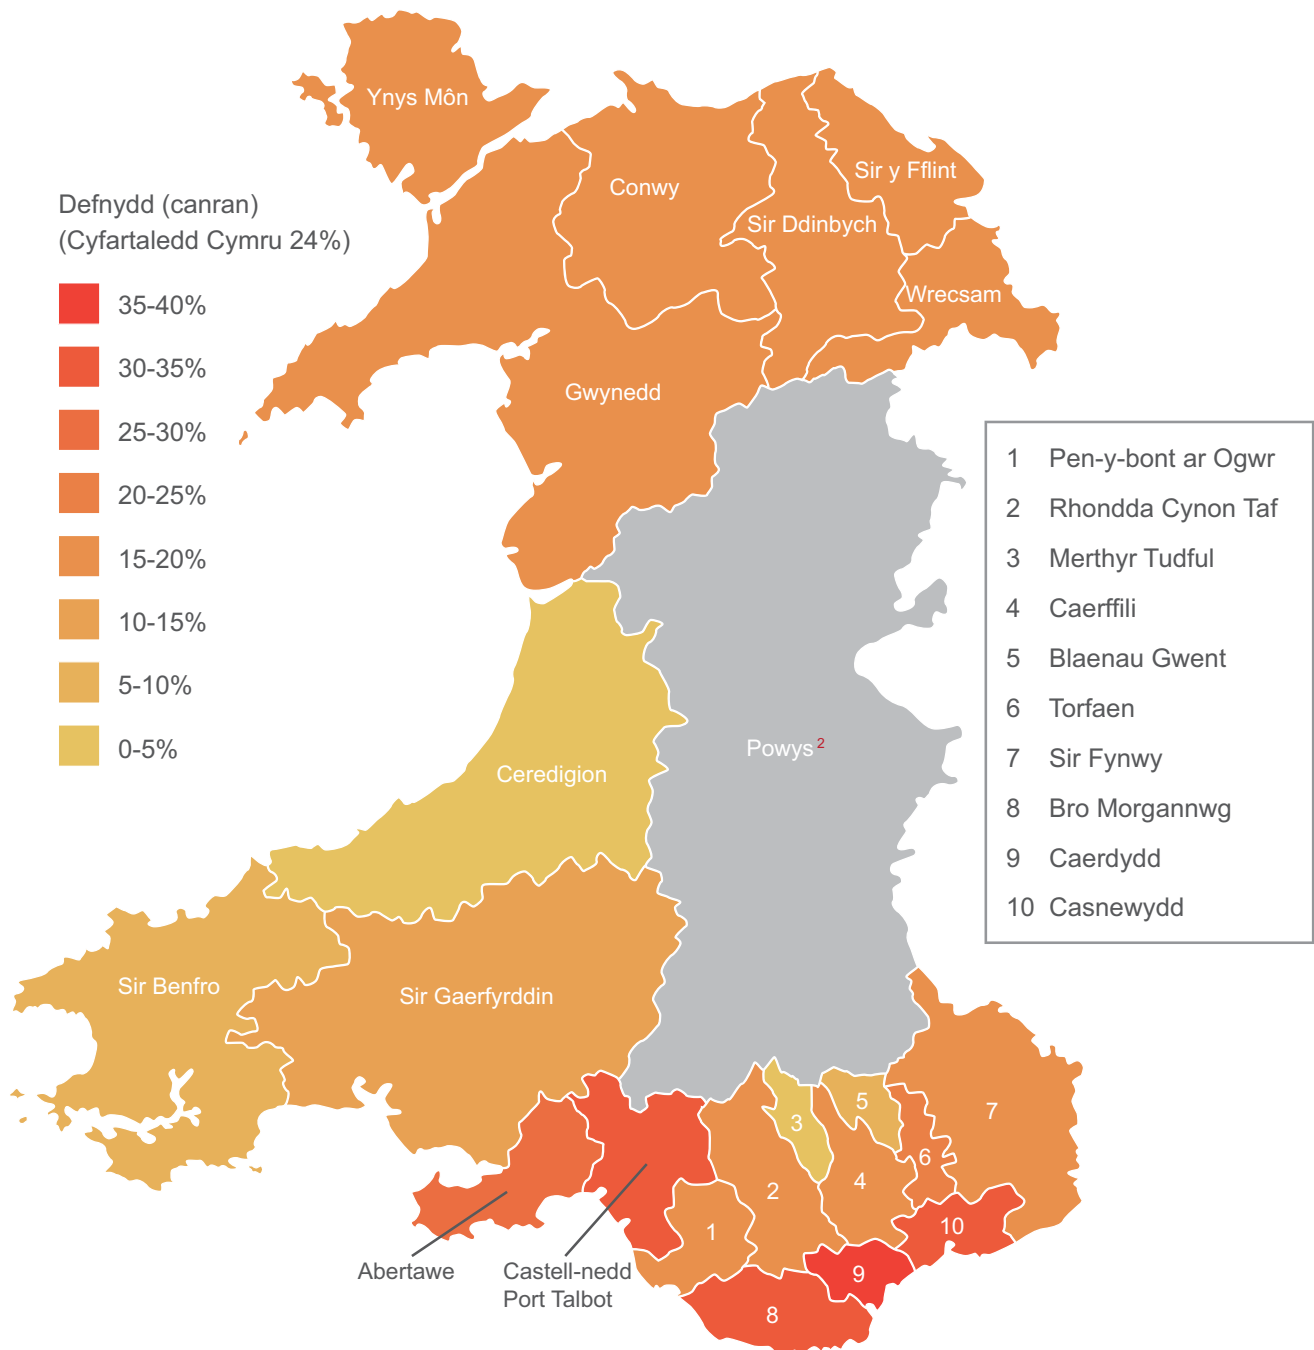 Ynys Môn
Conwy
Sir y Fflint
Sir Ddinbych
Wrecsam
Gwynedd
Defnydd (canran)
(Cyfartaledd Cymru 24%)
35-40%
30-35%
25-30%
20-25%
15-20%
10-15%
5-10%
0-5%
1 Pen-y-bont ar Ogwr
2 Rhondda Cynon Taf
3 Merthyr Tudful
4 Caerffili
5 Blaenau Gwent
6 Torfaen
7 Sir Fynwy
8 Bro Morgannwg
9 Caerdydd
10 Casnewydd
Powys 2
Ceredigion
Sir Benfro
Sir Gaerfyrddin
5
3
7
6
4
2
1
10
9
8
Abertawe
Castell-nedd
Port Talbot